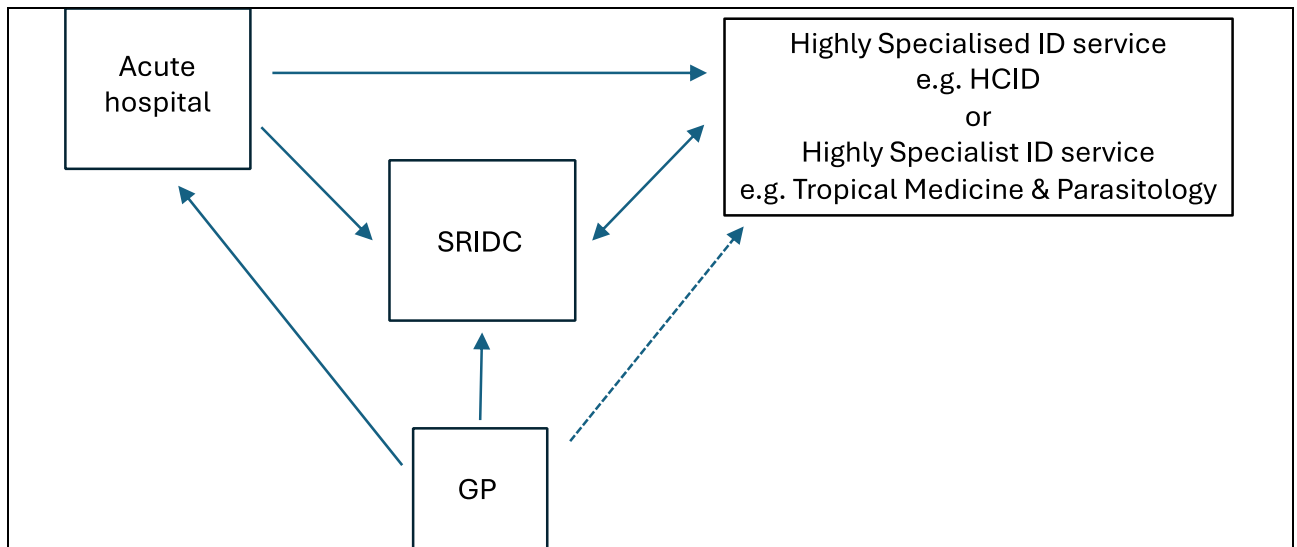 Acute
hospital
Highly Specialised ID service
e.g. HCID
or
Highly Specialist ID service
e.g. Tropical Medicine & Parasitology
SRIDC
GP